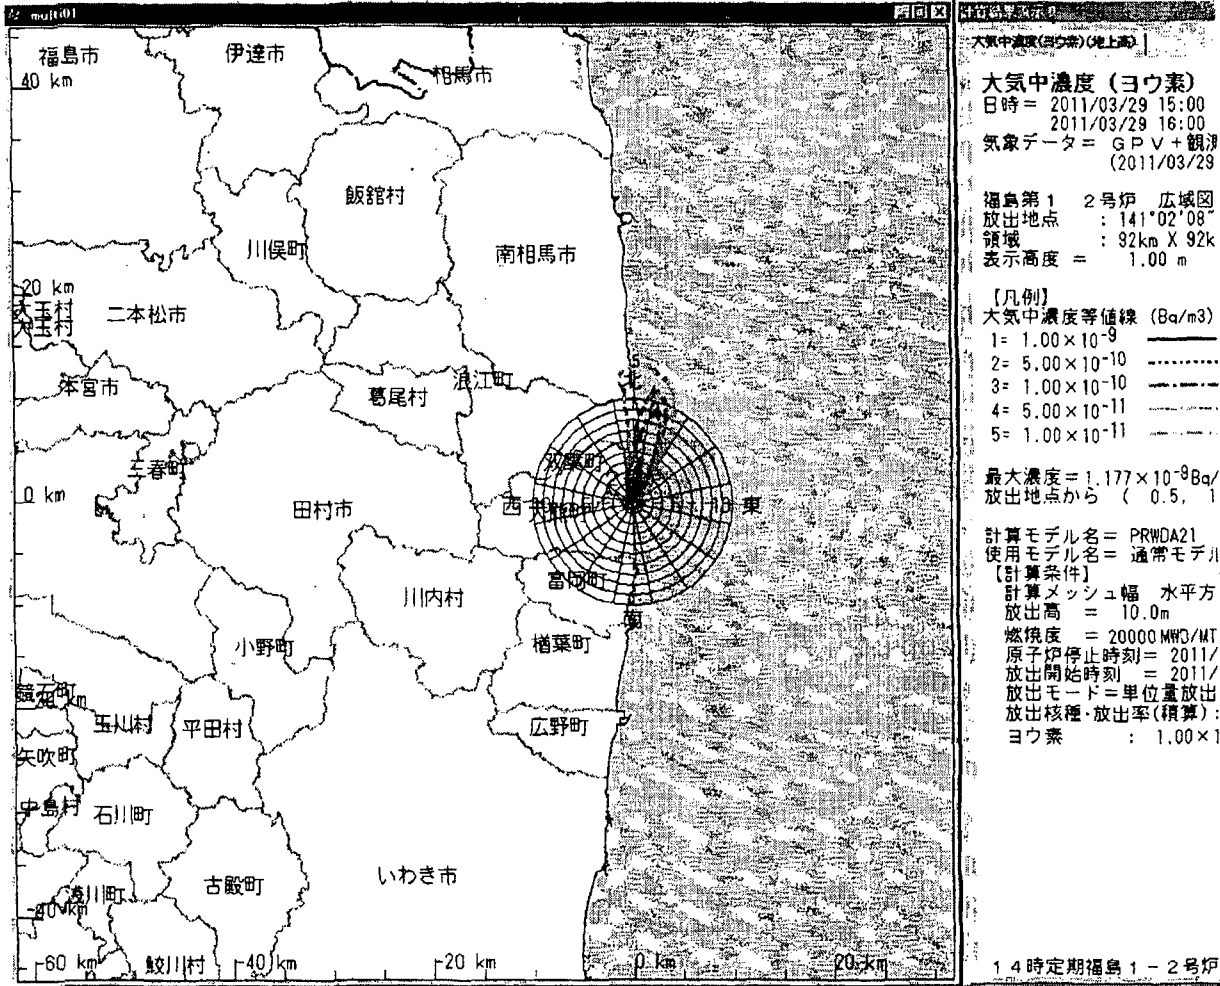 multi01
福島市
伊達市
相馬市
40 km
飯舘村
川俣町
南相馬市
20 km
大玉村
大玉村
二本松市
本宮市
浪江町
葛尾村
北
双葉町
三春町
0 km
田村市
西
東
富岡町
川内村
南
小野町
楢葉町
鏡石町
玉川村
平田村
広野町
矢吹町
中島村
石川町
いわき市
古殿町
浅川町
-40 km
-60 km
鮫川村
-40 km
-20 km
0 km
20 km
大気中濃度(ヨウ素)(地上高)
大気中濃度 (ヨウ素)
日時= 2011/03/29 15:00
2011/03/29 16:00
気象データ= GPV+観測
(2011/03/29
福島第1 2号炉 広域図
放出地点 : 141°02'08"
領域 : 92km X 92k
表示高度 = 1.00 m
【凡例】
大気中濃度等値線 (Bq/m3)
1= 1.00×10⁻⁹
2= 5.00×10⁻¹⁰
3= 1.00×10⁻¹⁰
4= 5.00×10⁻¹¹
5= 1.00×10⁻¹¹
最大濃度=1.177×10⁻⁹Bq/
放出地点から ( 0.5, 1
計算モデル名= PRWDA21
使用モデル名= 通常モデル
【計算条件】
計算メッシュ幅 水平方
放出高 = 10.0m
燃焼度 = 20000MWD/MT
原子炉停止時刻= 2011/
放出開始時刻 = 2011/
放出モード=単位量放出
放出核種・放出率(積算):
ヨウ素 : 1.00×1
14時定期福島1-2号炉